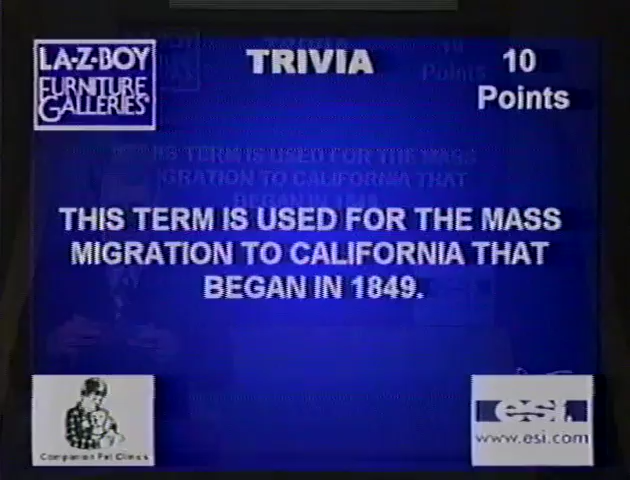 LA-Z-BOY
FURNITURE
GALLERIES
TRIVIA
10
Points
THIS TERM IS USED FOR THE MASS
MIGRATION TO CALIFORNIA THAT
BEGAN IN 1849.
Companion Pet Clinics
esi
www.esi.com